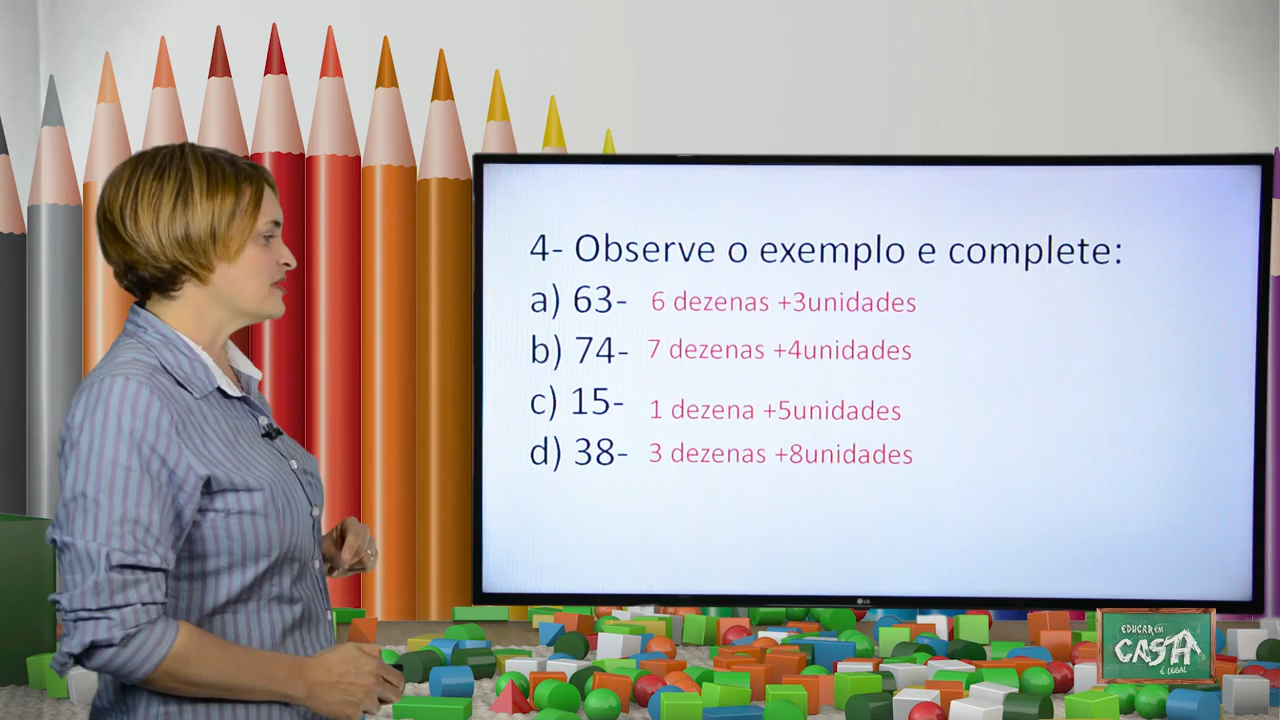 4- Observe o exemplo e complete:
a) 63- 6 dezenas +3unidades
b) 74- 7 dezenas +4unidades
c) 15- 1 dezena +5unidades
d) 38- 3 dezenas +8unidades
LG
EDUCAR EM
CASA
É LEGAL